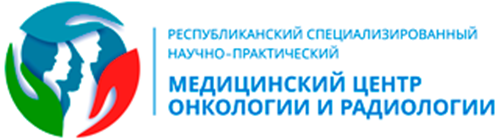 РЕСПУБЛИКАНСКИЙ СПЕЦИАЛИЗИРОВАННЫЙ
НАУЧНО-ПРАКТИЧЕСКИЙ
МЕДИЦИНСКИЙ ЦЕНТР
ОНКОЛОГИИ И РАДИОЛОГИИ